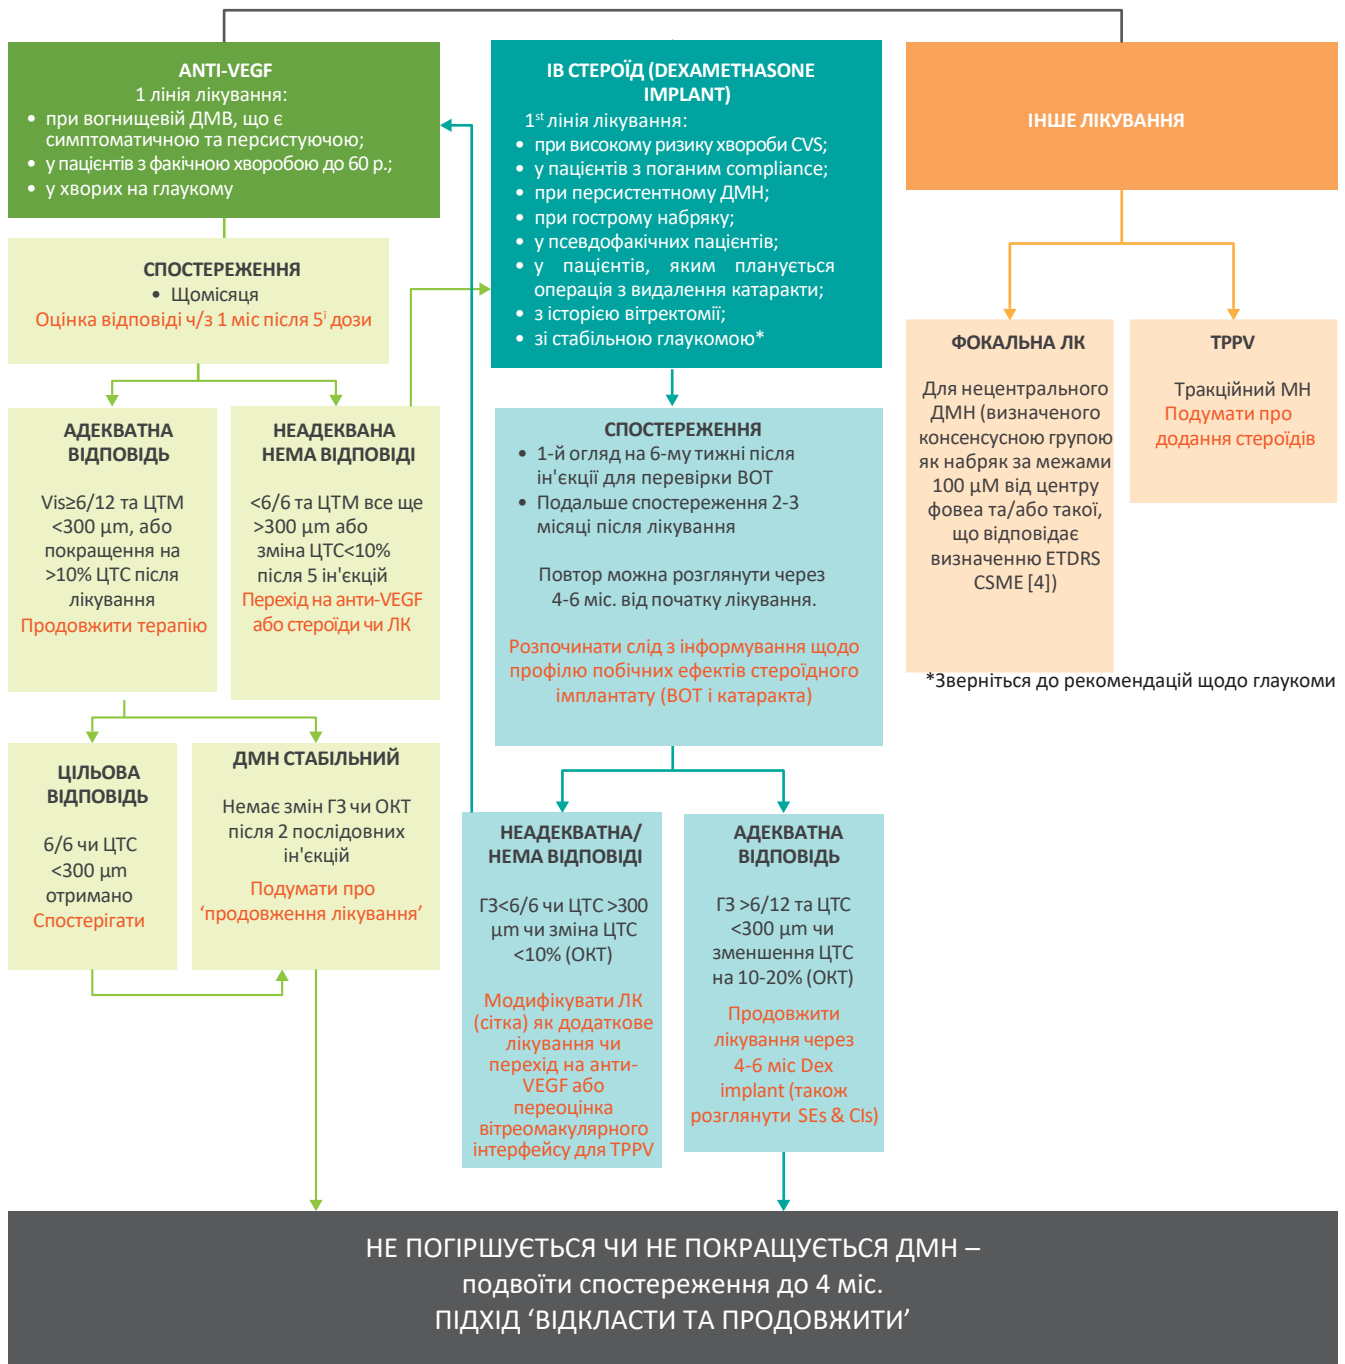 ANTI-VEGF
1 лінія лікування:
• при вогнищевій ДМВ, що є
симптоматичною та персистуючою;
• у пацієнтів з факічною хворобою до 60 р.;
• у хворих на глаукому
СПОСТЕРЕЖЕННЯ
• Щомісяця
Оцінка відповіді ч/з 1 міс після 5ї дози
АДЕКВАТНА
ВІДПОВІДЬ
Vis≥6/12 та ЦТМ
<300 µm, або
покращення на
>10% ЦТС після
лікування
Продовжити терапію
НЕАДЕКВАНА
НЕМА ВІДПОВІДІ
<6/6 та ЦТМ все ще
>300 µm або
зміна ЦТС<10%
після 5 ін'єкцій
Перехід на анти-VEGF
або стероїди чи ЛК
ЦІЛЬОВА
ВІДПОВІДЬ
6/6 чи ЦТС
<300 µm
отримано
Спостерігати
ДМН СТАБІЛЬНИЙ
Немає змін ГЗ чи ОКТ
після 2 послідовних
ін'єкцій
Подумати про
‘продовження лікування’
ІВ СТЕРОЇД (DEXAMETHASONE
IMPLANT)
1st лінія лікування:
• при високому ризику хвороби CVS;
• у пацієнтів з поганим compliance;
• при персистентному ДМН;
• при гострому набряку;
• у псевдофакічних пацієнтів;
• у пацієнтів, яким планується
операція з видалення катаракти;
• з історією вітректомії;
• зі стабільною глаукомою*
СПОСТЕРЕЖЕННЯ
• 1-й огляд на 6-му тижні після
ін'єкції для перевірки ВОТ
• Подальше спостереження 2-3
місяці після лікування
Повтор можна розглянути через
4-6 міс. від початку лікування.
Розпочинати слід з інформування щодо
профілю побічних ефектів стероїдного
імплантату (ВОТ і катаракта)
НЕАДЕКВАТНА/
НЕМА ВІДПОВІДІ
ГЗ<6/6 чи ЦТС >300
µm чи зміна ЦТС
<10% (ОКТ)
Модифікувати ЛК
(сітка) як додаткове
лікування чи
перехід на анти-
VEGF або
переоцінка
вітреомакулярного
інтерфейсу для TPPV
АДЕКВАТНА
ВІДПОВІДЬ
ГЗ >6/12 та ЦТС
<300 µm чи
зменшення ЦТС
на 10-20% (ОКТ)
Продовжити
лікування через
4-6 міс Dex
implant (також
розглянути SEs & CIs)
ІНШЕ ЛІКУВАННЯ
ФОКАЛЬНА ЛК
Для нецентрального
ДМН (визначеного
консенсусною групою
як набряк за межами
100 µМ від центру
фовеа та/або такої,
що відповідає
визначенню ETDRS
CSME [4])
TPPV
Тракційний МН
Подумати про
додання стероїдів
*Зверніться до рекомендацій щодо глаукоми
НЕ ПОГІРШУЄТЬСЯ ЧИ НЕ ПОКРАЩУЄТЬСЯ ДМН –
подвоїти спостереження до 4 міс.
ПІДХІД ‘ВІДКЛАСТИ ТА ПРОДОВЖИТИ’